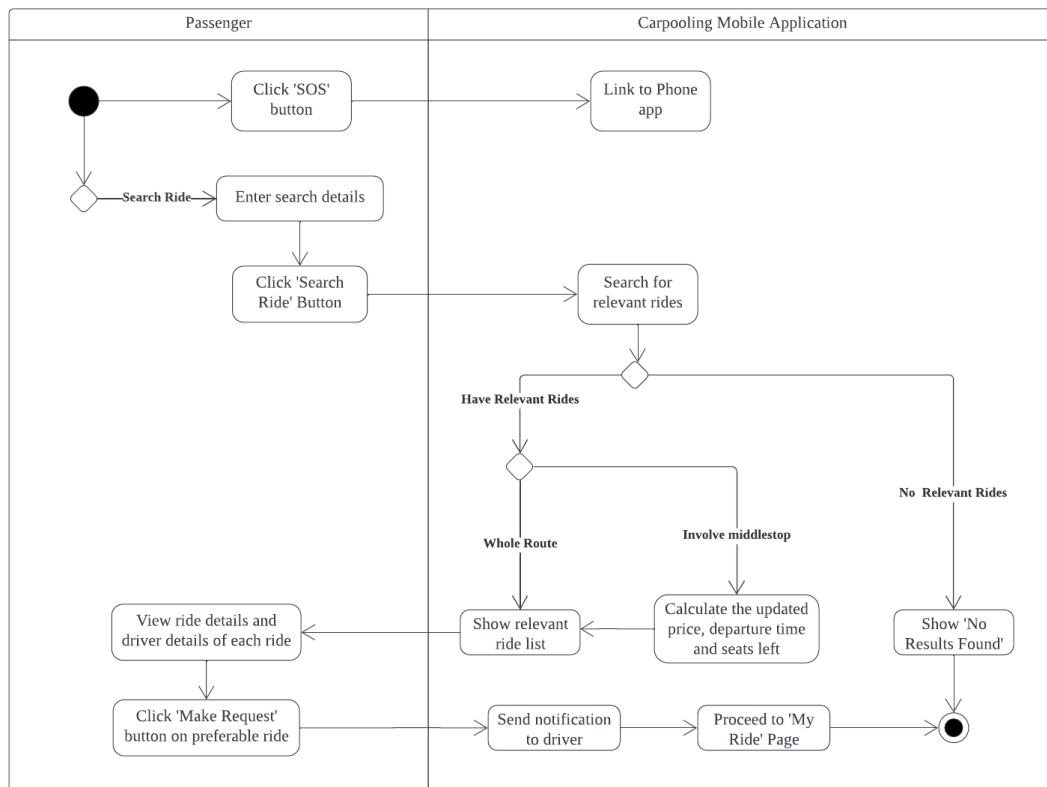 Passenger
Carpooling Mobile Application
Click 'SOS'
button
Link to Phone
app
Search Ride
Enter search details
Click 'Search
Ride' Button
Search for
relevant rides
Have Relevant Rides
No Relevant Rides
Whole Route
Involve middlestop
View ride details and
driver details of each ride
Show relevant
ride list
Calculate the updated
price, departure time
and seats left
Show 'No
Results Found'
Click 'Make Request'
button on preferable ride
Send notification
to driver
Proceed to 'My
Ride' Page